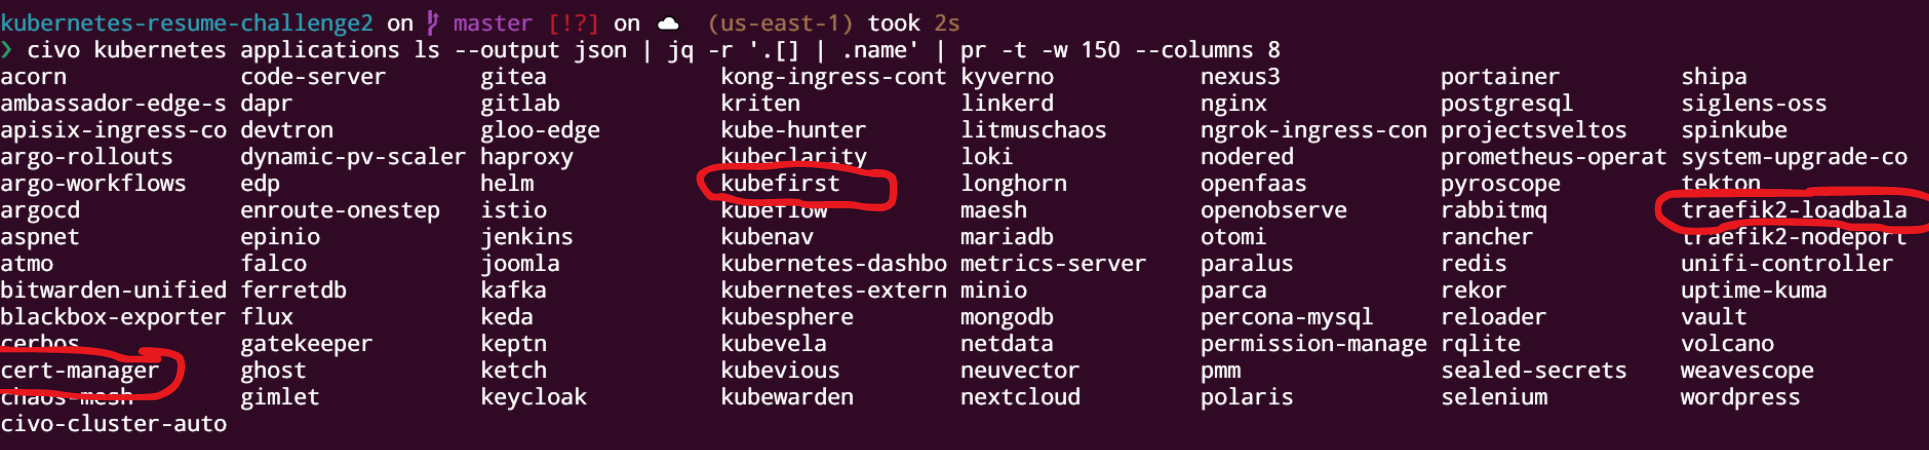 kubernetes-resume-challenge2 on master [!?] on (us-east-1) took 2s
❯ civo kubernetes applications ls --output json | jq -r '.[] | .name' | pr -t -w 150 --columns 8
acorn code-server gitea kong-ingress-cont kyverno nexus3 portainer shipa
ambassador-edge-s dapr gitlab kriten linkerd nginx postgresql siglens-oss
apisix-ingress-co devtron gloo-edge kube-hunter litmuschaos ngrok-ingress-con projectsveltos spinkube
argo-rollouts dynamic-pv-scaler haproxy kubeclarity loki nodered prometheus-operat system-upgrade-co
argo-workflows edp helm kubefirst longhorn openfaas pyroscope tekton
argocd enroute-onestep istio kubeflow maesh openobserve rabbitmq traefik2-loadbala
aspnet epinio jenkins kubenav mariadb otomi rancher traefik2-nodeport
atmo falco joomla kubernetes-dashbo metrics-server paralus redis unifi-controller
bitwarden-unified ferretdb kafka kubernetes-extern minio parca rekor uptime-kuma
blackbox-exporter flux keda kubesphere mongodb percona-mysql reloader vault
cerbos gatekeeper keptn kubevela netdata permission-manage rqlite volcano
cert-manager ghost ketch kubevious neuvector pmm sealed-secrets weavescope
chaos-mesh gimlet keycloak kubewarden nextcloud polaris selenium wordpress
civo-cluster-auto